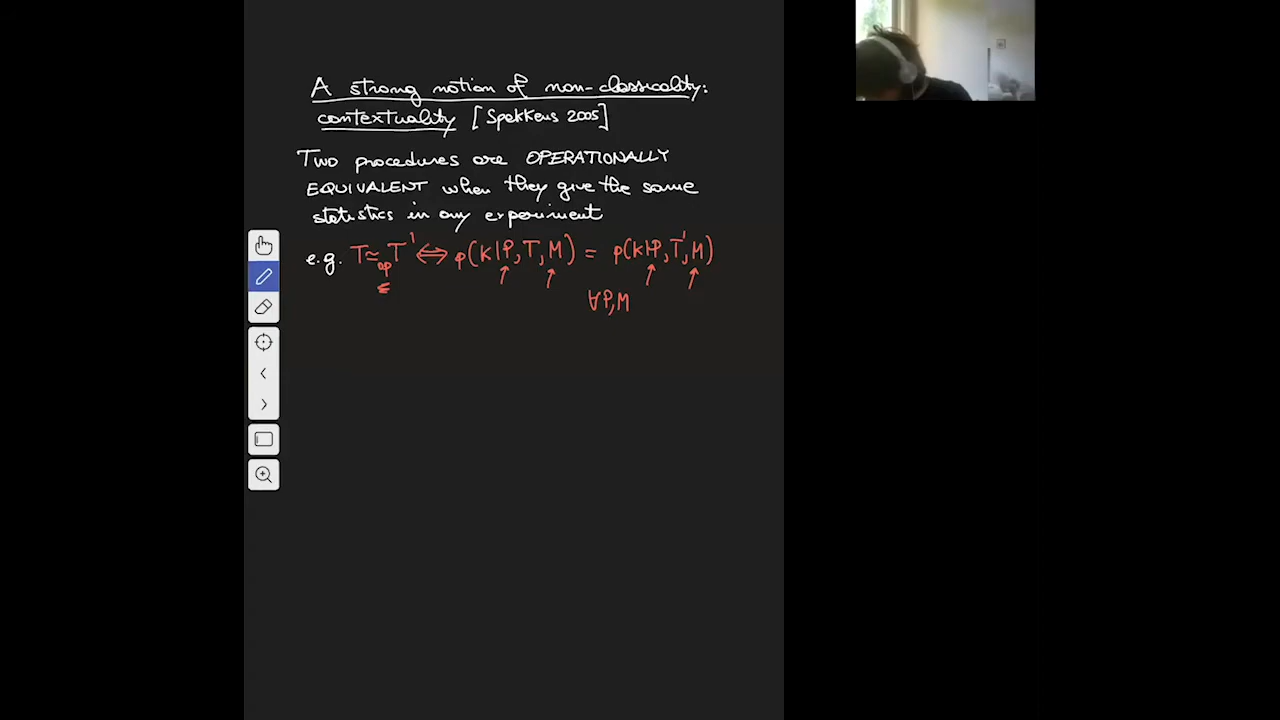 A strong notion of non-classicality:
contextuality [Spekkens 2005]
Two procedures are OPERATIONALLY
EQUIVALENT when they give the same
statistics in any experiment
e.g. T ≃op T' ⇔ p(k|P,T,M) = p(k|P,T',M)
∀P,M